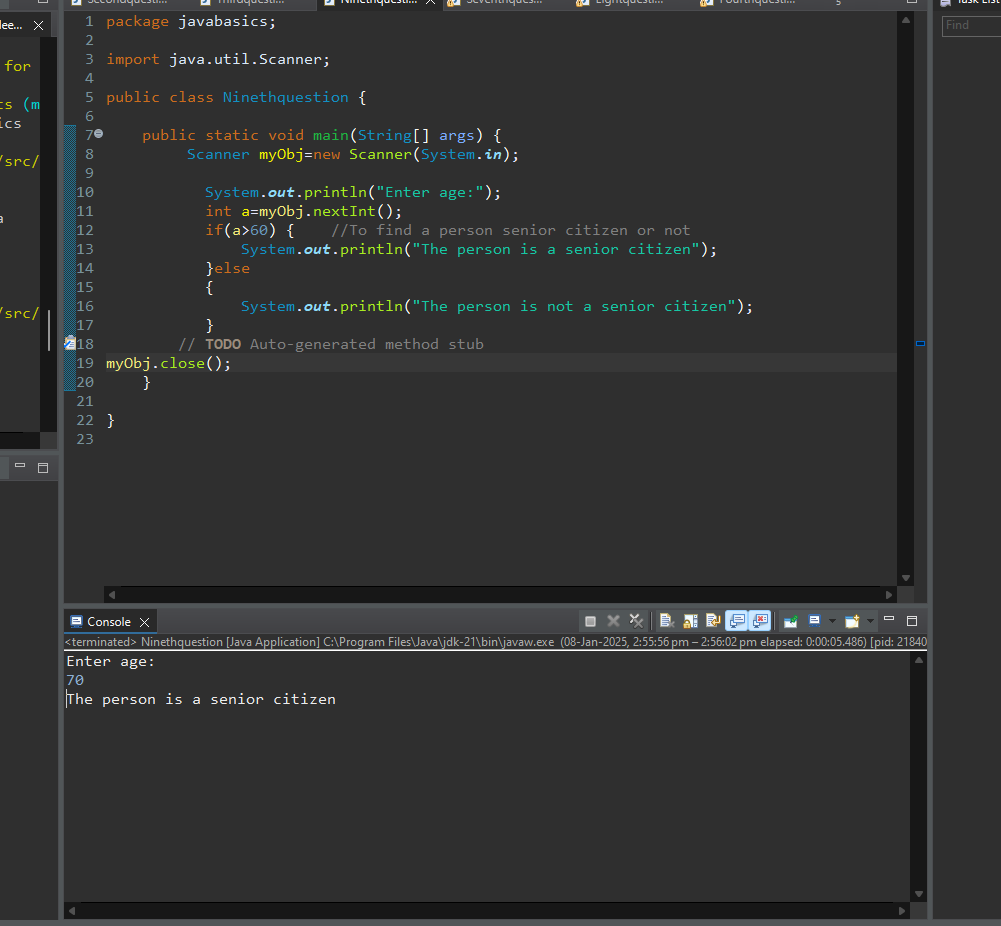 Ninethquesti...
Seventhquesti...
Eightquesti...
Fourthquesti...
5
Task List
Find
lee...
for
cs (m
ics
/src/
a
/src/
1 package javabasics;
2
3 import java.util.Scanner;
4
5 public class Ninethquestion {
6
7 public static void main(String[] args) {
8 Scanner myObj=new Scanner(System.in);
9
10 System.out.println("Enter age:");
11 int a=myObj.nextInt();
12 if(a>60) { //To find a person senior citizen or not
13 System.out.println("The person is a senior citizen");
14 }else
15 {
16 System.out.println("The person is not a senior citizen");
17 }
18 // TODO Auto-generated method stub
19 myObj.close();
20 }
21
22 }
23
Console
<terminated> Ninethquestion [Java Application] C:\Program Files\Java\jdk-21\bin\javaw.exe (08-Jan-2025, 2:55:56 pm – 2:56:02 pm elapsed: 0:00:05.486) [pid: 21840
Enter age:
70
The person is a senior citizen